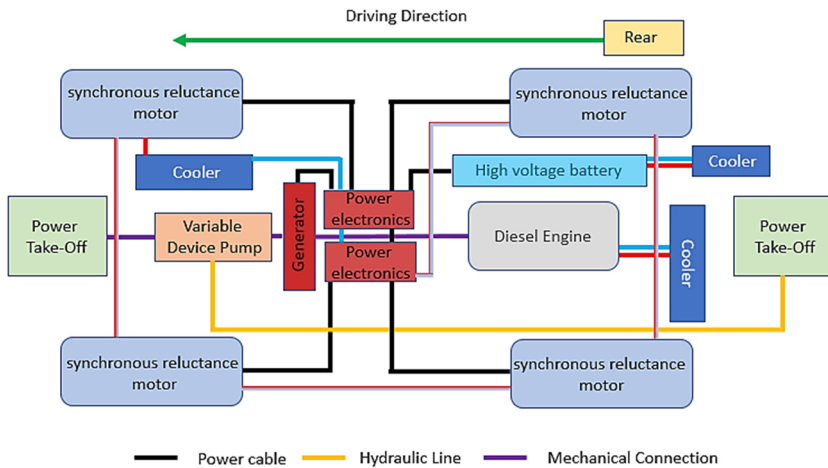 Driving Direction
Rear
synchronous reluctance
motor
synchronous reluctance
motor
Cooler
High voltage battery
Cooler
Power
Take-Off
Variable
Device Pump
Generator
Power
electronics
Power
electronics
Diesel Engine
Cooler
Power
Take-Off
synchronous reluctance
motor
synchronous reluctance
motor
Power cable
Hydraulic Line
Mechanical Connection